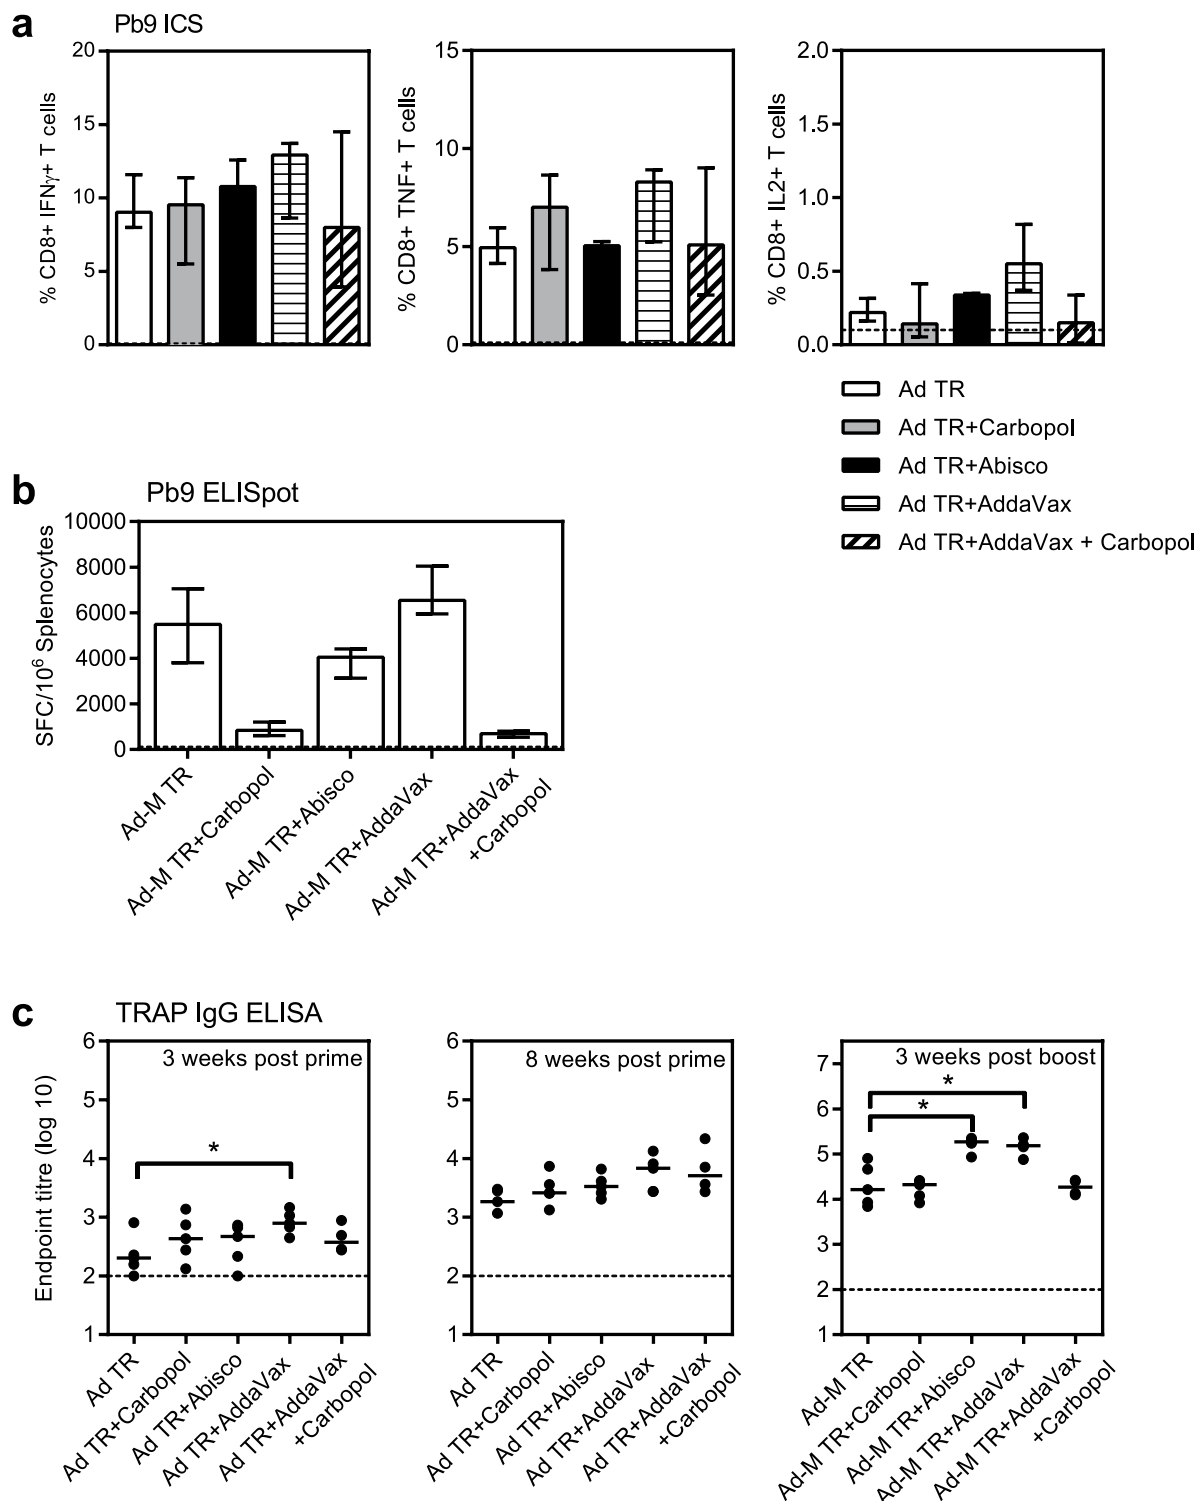 a
Pb9 ICS
% CD8+ IFNγ+ T cells
20
15
10
5
0
% CD8+ TNF+ T cells
15
10
5
0
% CD8+ IL2+ T cells
2.0
1.5
1.0
0.5
0.0
Ad TR
Ad TR+Carbopol
Ad TR+Abisco
Ad TR+AddaVax
Ad TR+AddaVax + Carbopol
b
Pb9 ELISpot
SFC/10⁶ Splenocytes
10000
8000
6000
4000
2000
0
Ad-M TR
Ad-M TR+Carbopol
Ad-M TR+Abisco
Ad-M TR+AddaVax
Ad-M TR+AddaVax
+Carbopol
c
TRAP IgG ELISA
Endpoint titre (log 10)
6
5
4
3
2
1
3 weeks post prime
*
Ad TR
Ad TR+Carbopol
Ad TR+Abisco
Ad TR+AddaVax
Ad TR+AddaVax
+Carbopol
6
5
4
3
2
1
8 weeks post prime
Ad TR
Ad TR+Carbopol
Ad TR+Abisco
Ad TR+AddaVax
Ad TR+AddaVax
+Carbopol
7
6
5
4
3
2
1
3 weeks post boost
*
*
Ad-M TR
Ad-M TR+Carbopol
Ad-M TR+Abisco
Ad-M TR+AddaVax
Ad-M TR+AddaVax
+Carbopol